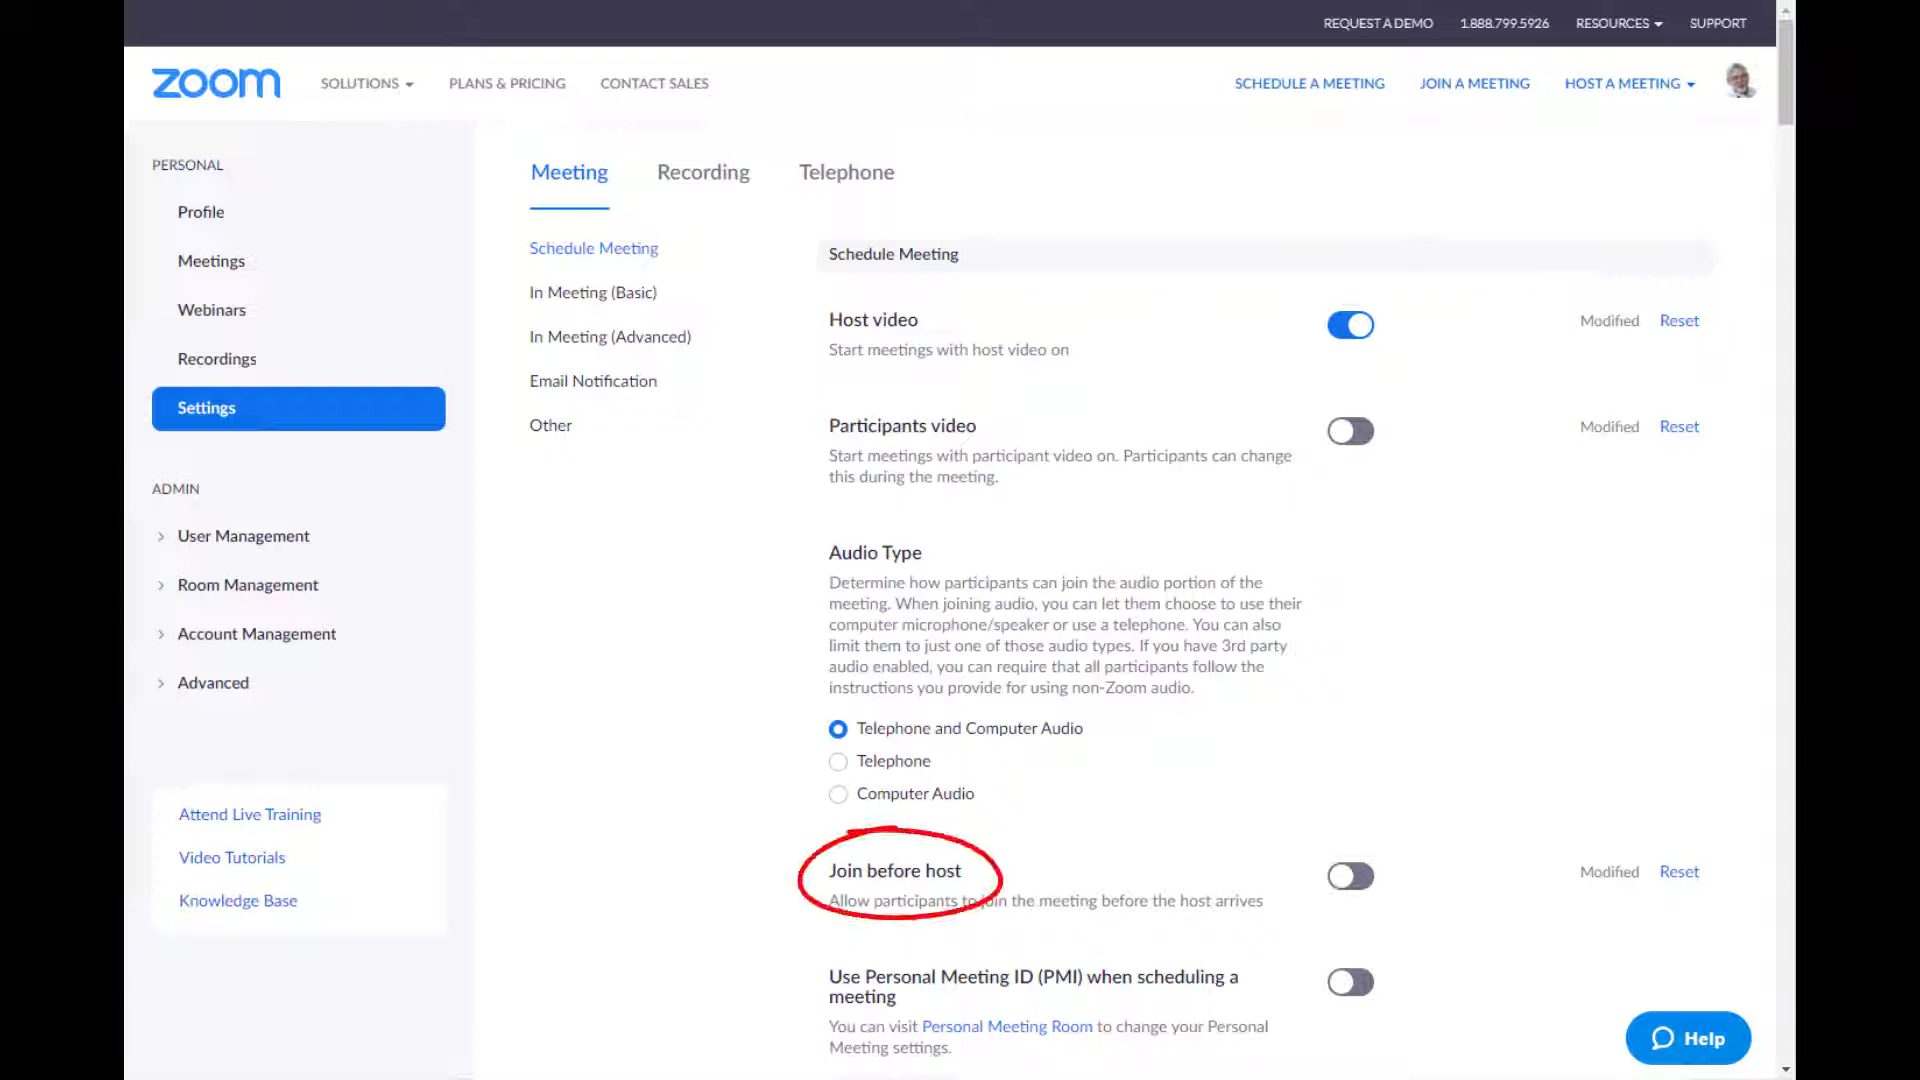 REQUEST A DEMO 1.888.799.5926 RESOURCES SUPPORT
zoom SOLUTIONS PLANS & PRICING CONTACT SALES SCHEDULE A MEETING JOIN A MEETING HOST A MEETING
PERSONAL
Profile
Meetings
Webinars
Recordings
Settings
ADMIN
User Management
Room Management
Account Management
Advanced
Attend Live Training
Video Tutorials
Knowledge Base
Meeting Recording Telephone
Schedule Meeting
In Meeting (Basic)
In Meeting (Advanced)
Email Notification
Other
Schedule Meeting
Host video
Start meetings with host video on
Modified Reset
Participants video
Start meetings with participant video on. Participants can change
this during the meeting.
Modified Reset
Audio Type
Determine how participants can join the audio portion of the
meeting. When joining audio, you can let them choose to use their
computer microphone/speaker or use a telephone. You can also
limit them to just one of those audio types. If you have 3rd party
audio enabled, you can require that all participants follow the
instructions you provide for using non-Zoom audio.
Telephone and Computer Audio
Telephone
Computer Audio
Join before host
Allow participants to join the meeting before the host arrives
Modified Reset
Use Personal Meeting ID (PMI) when scheduling a
meeting
You can visit Personal Meeting Room to change your Personal
Meeting settings.
Help